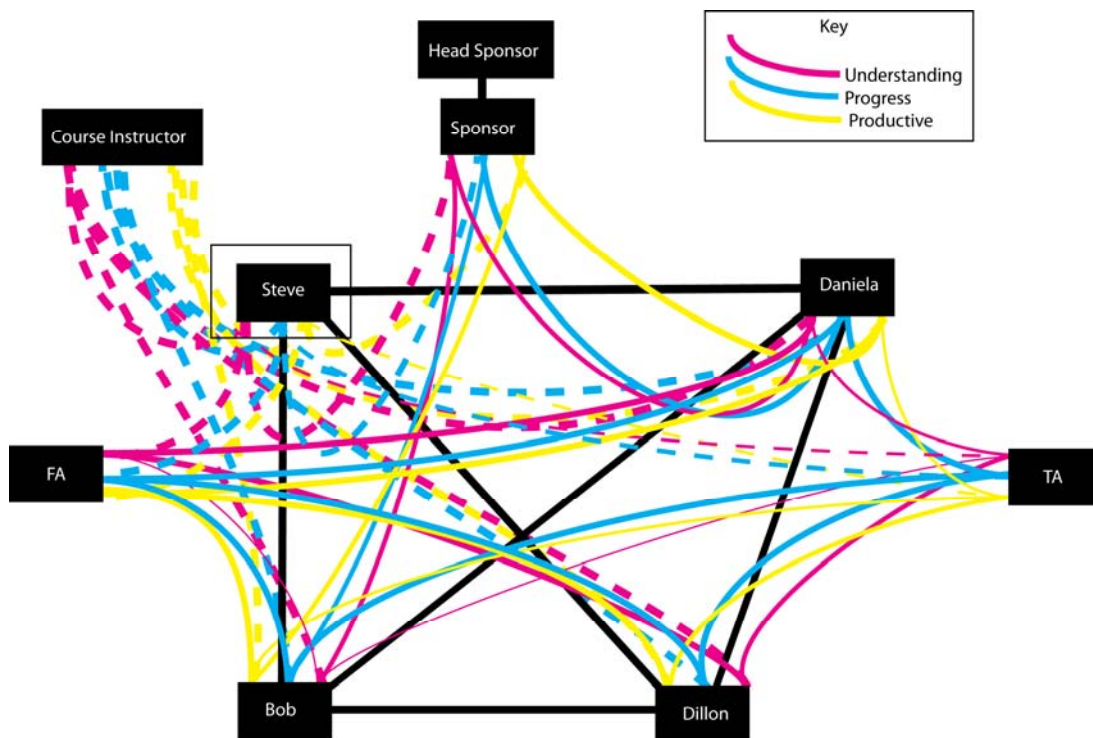 Head Sponsor
Key
Understanding
Progress
Productive
Course Instructor
Sponsor
Steve
Daniela
FA
TA
Bob
Dillon